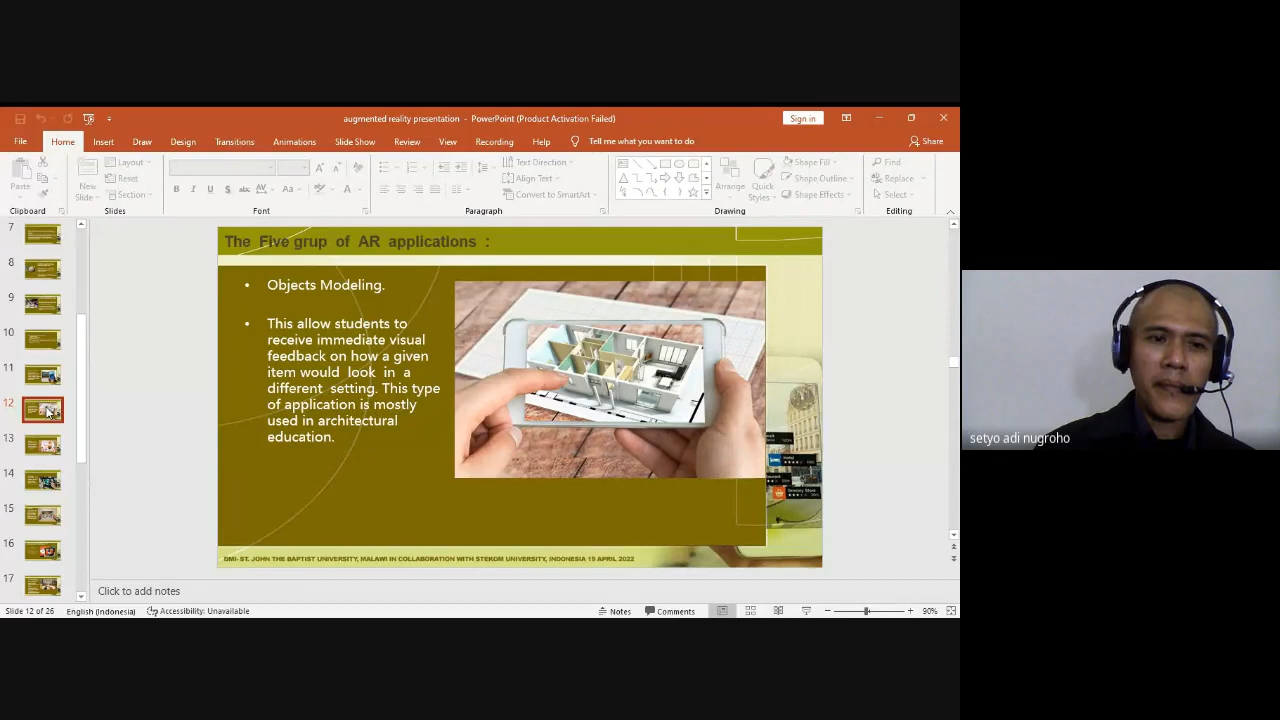 augmented reality presentation - PowerPoint (Product Activation Failed)
Sign in
File Home Insert Draw Design Transitions Animations Slide Show Review View Recording Help Tell me what you want to do Share
Paste
New Slides
Layout
Reset
Section
Text Direction
Align Text
Convert to SmartArt
Arrange
Quick Styles
Shape Fill
Shape Outline
Shape Effects
Find
Replace
Select
Clipboard Slides Font Paragraph Drawing Editing
7
8
9
10
11
12
13
14
15
16
17
The Five grup of AR applications :
• Objects Modeling.
• This allow students to
receive immediate visual
feedback on how a given
item would look in a
different setting. This type
of application is mostly
used in architectural
education.
Hotel
Grocery Store
DMI- ST. JOHN THE BAPTIST UNIVERSITY, MALAWI IN COLLABORATION WITH STEKOM UNIVERSITY, INDONESIA 19 APRIL 2022
Click to add notes
Slide 12 of 26 English (Indonesia) Accessibility: Unavailable Notes Comments 90%
setyo adi nugroho